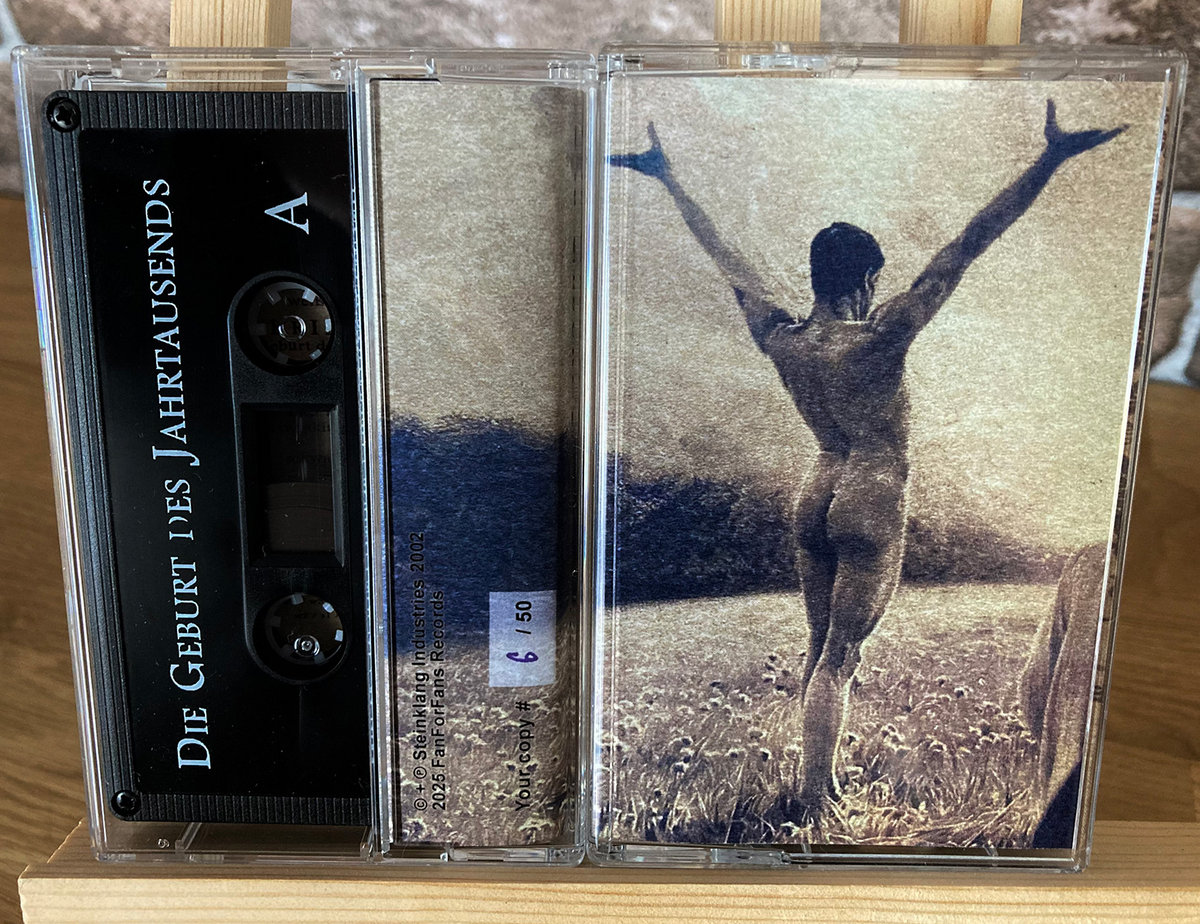 DIE GEBURT DES JAHRTAUSENDS
A
© + ℗ Steinklang Industries 2002
2025 FanForFans Records
Your copy # 6 / 50